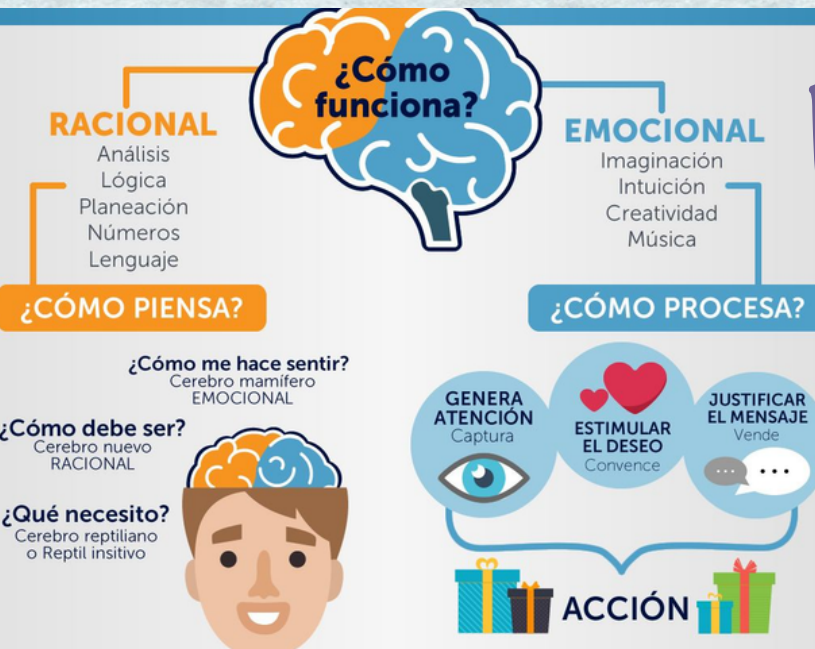 ¿Cómo
funciona?
RACIONAL
Análisis
Lógica
Planeación
Números
Lenguaje
EMOCIONAL
Imaginación
Intuición
Creatividad
Música
¿CÓMO PIENSA?
¿Cómo me hace sentir?
Cerebro mamífero
EMOCIONAL
¿Cómo debe ser?
Cerebro nuevo
RACIONAL
¿Qué necesito?
Cerebro reptiliano
o Reptil insitivo
¿CÓMO PROCESA?
GENERA
ATENCIÓN
Captura
ESTIMULAR
EL DESEO
Convence
JUSTIFICAR
EL MENSAJE
Vende
ACCIÓN